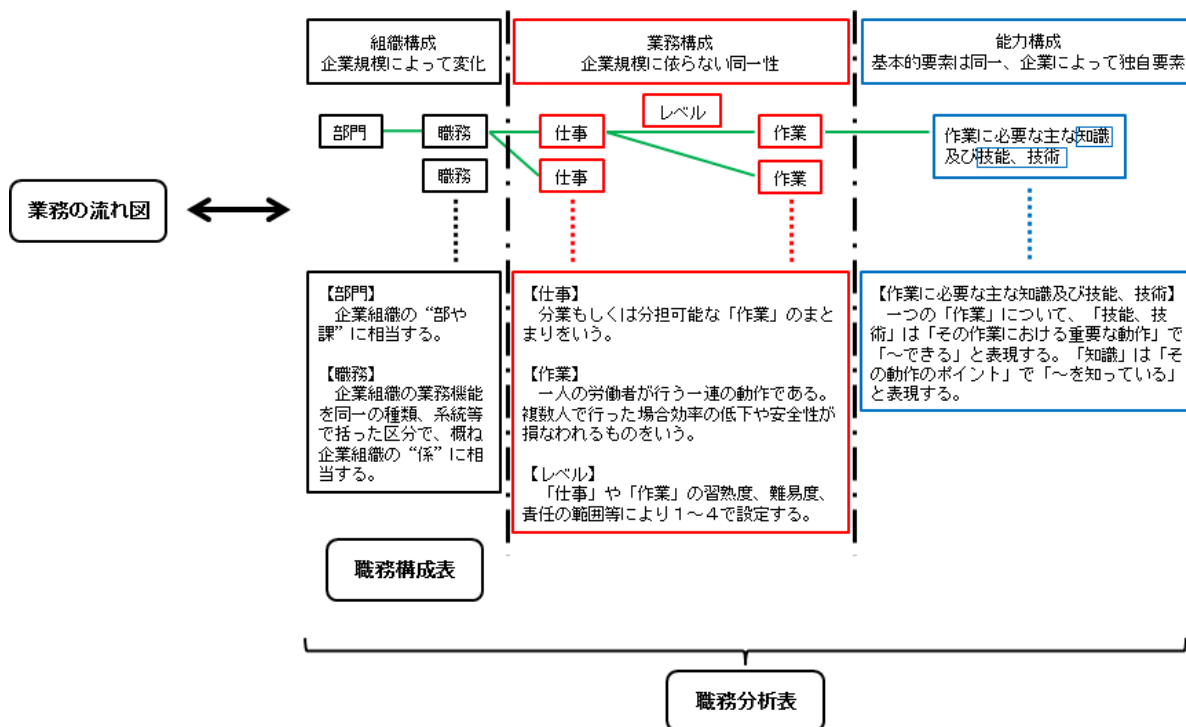 組織構成
企業規模によって変化
業務構成
企業規模に依らない同一性
能力構成
基本的要素は同一、企業によって独自要素
レベル
部門
職務
仕事
作業
作業に必要な主な知識
及び技能、技術
職務
仕事
作業
業務の流れ図
【部門】
企業組織の“部や
課”に相当する。
【職務】
企業組織の業務機能
を同一の種類、系統等
で括った区分で、概ね
企業組織の“係”に相
当する。
【仕事】
分業もしくは分担可能な「作業」のまと
まりをいう。
【作業】
一人の労働者が行う一連の動作である。
複数人で行った場合効率の低下や安全性が
損なわれるものをいう。
【レベル】
「仕事」や「作業」の習熟度、難易度、
責任の範囲等により１～４で設定する。
【作業に必要な主な知識及び技能、技術】
一つの「作業」について、「技能、技
術」は「その作業における重要な動作」で
「～できる」と表現する。「知識」は「そ
の動作のポイント」で「～を知っている」
と表現する。
職務構成表
職務分析表